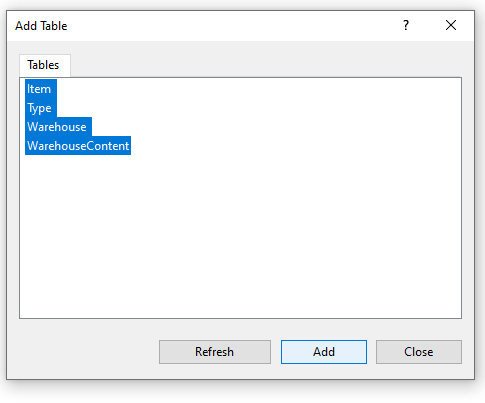 Add Table
?
Tables
Item
Type
Warehouse
WarehouseContent
Refresh Add Close